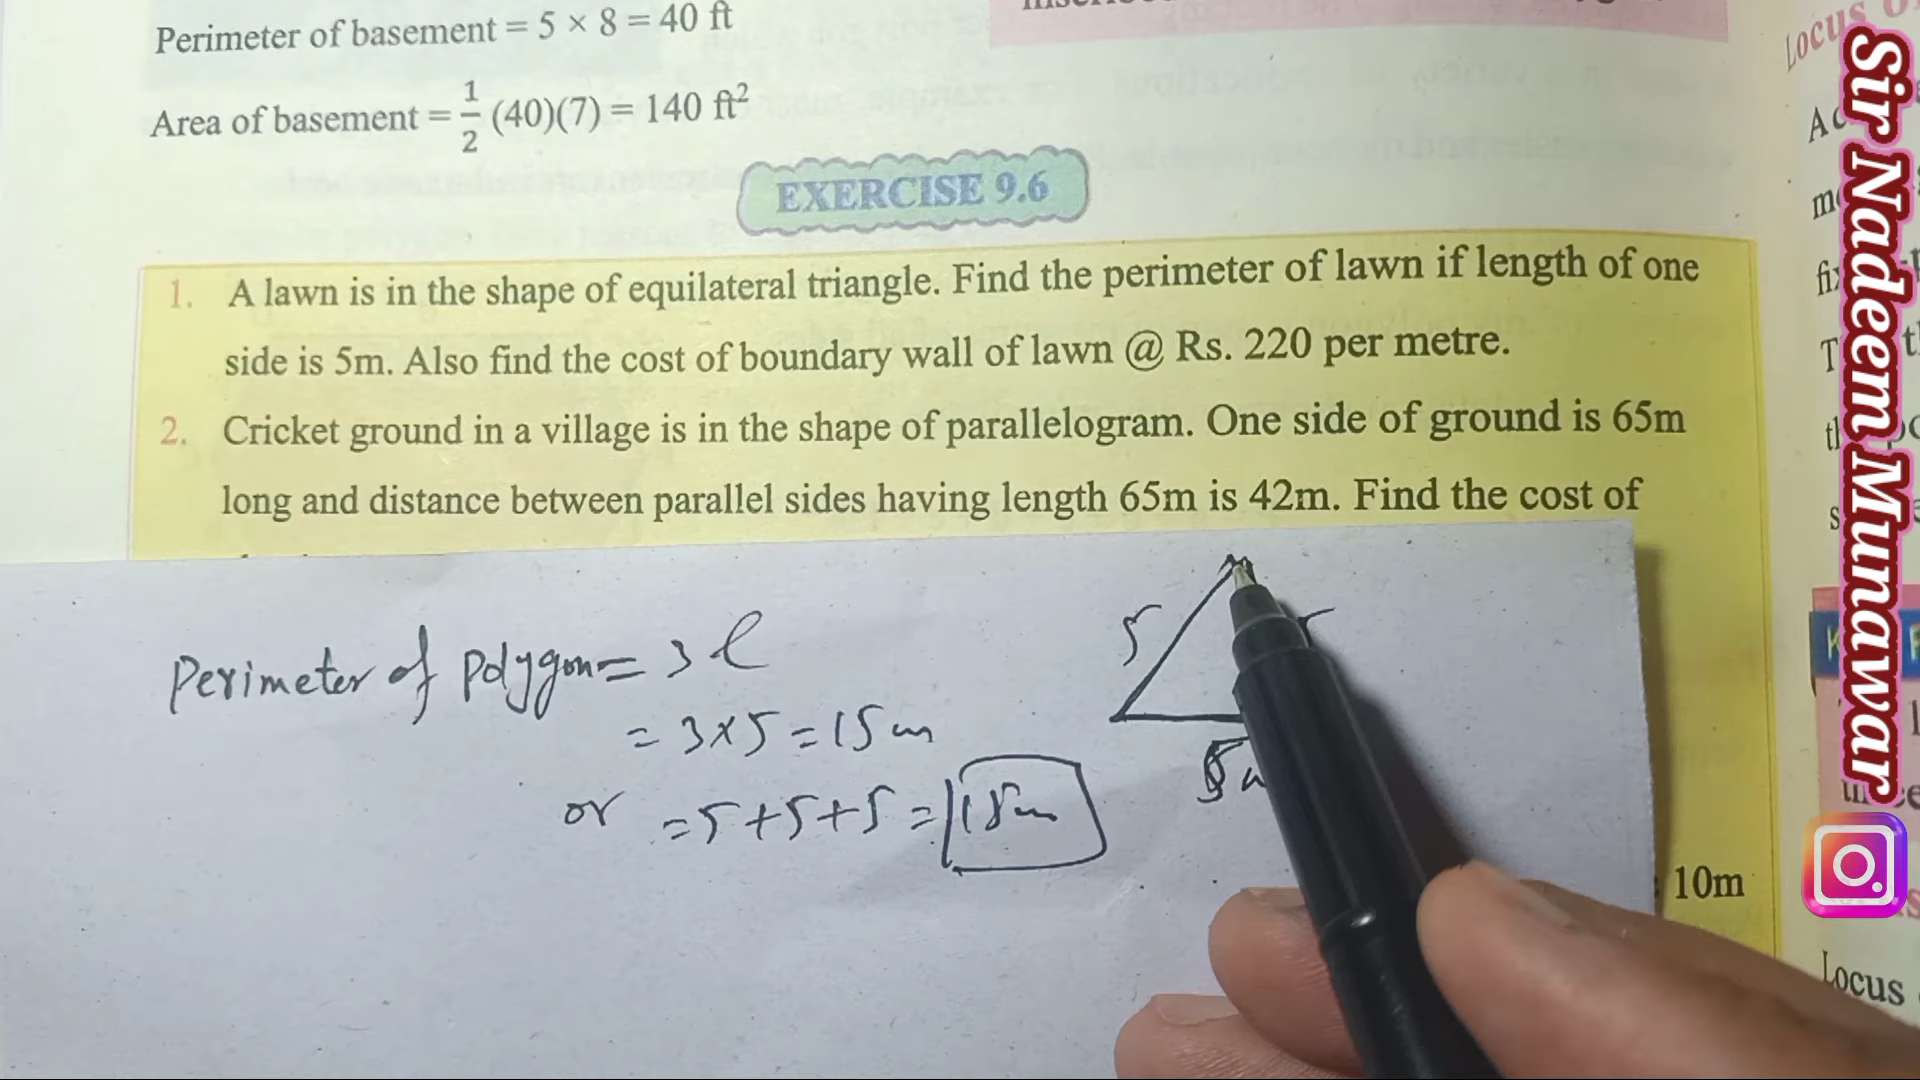 Perimeter of basement = 5 × 8 = 40 ft
Area of basement = 1/2 (40)(7) = 140 ft²
EXERCISE 9.6
1. A lawn is in the shape of equilateral triangle. Find the perimeter of lawn if length of one
side is 5m. Also find the cost of boundary wall of lawn @ Rs. 220 per metre.
2. Cricket ground in a village is in the shape of parallelogram. One side of ground is 65m
long and distance between parallel sides having length 65m is 42m. Find the cost of
Perimeter of polygon = 3l
= 3×5 = 15m
or = 5+5+5 = 15m
5
5m
10m
Locus
Locus
Sir Nadeem Munawar